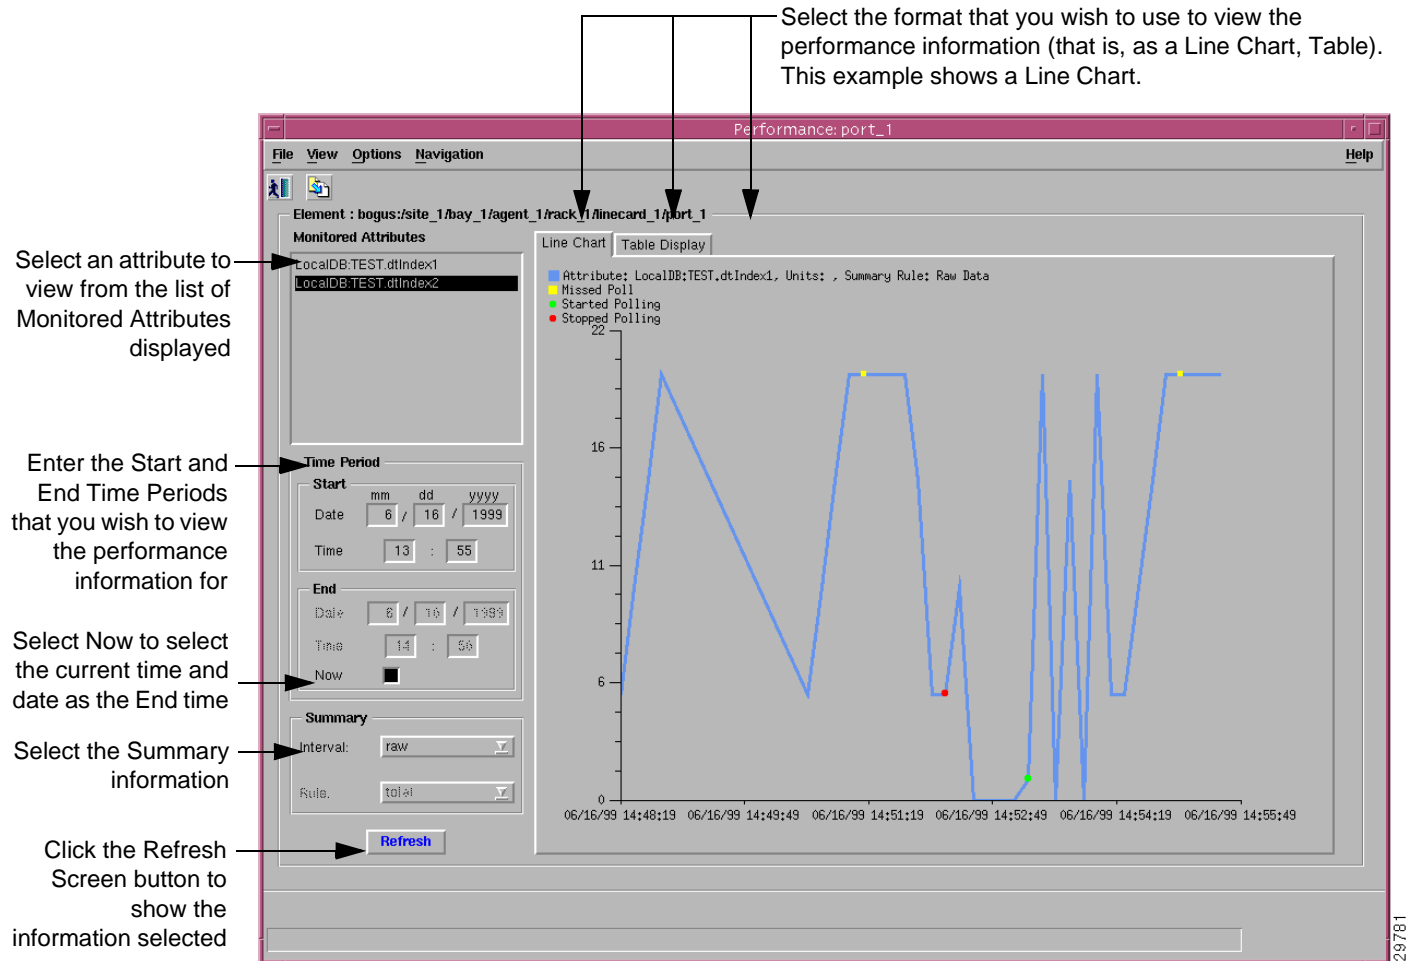 Select the format that you wish to use to view the
performance information (that is, as a Line Chart, Table).
This example shows a Line Chart.
Performance: port_1
File View Options Navigation Help
Element : bogus:/site_1/bay_1/agent_1/rack_1/linecard_1/port_1
Monitored Attributes
LocalDB:TEST.dtIndex1
LocalDB:TEST.dtIndex2
Line Chart Table Display
Attribute: LocalDB:TEST.dtIndex1, Units: , Summary Rule: Raw Data
Missed Poll
Started Polling
Stopped Polling
22
16
11
6
0
06/16/99 14:48:19 06/16/99 14:49:49 06/16/99 14:51:19 06/16/99 14:52:49 06/16/99 14:54:19 06/16/99 14:55:49
Select an attribute to
view from the list of
Monitored Attributes
displayed
Enter the Start and
End Time Periods
that you wish to view
the performance
information for
Time Period
Start
mm dd yyyy
Date 6 / 16 / 1999
Time 13 : 55
End
Date 6 / 16 / 1999
Time 14 : 56
Now
Select Now to select
the current time and
date as the End time
Summary
Interval: raw
Rule: total
Select the Summary
information
Refresh
Click the Refresh
Screen button to
show the
information selected
29781